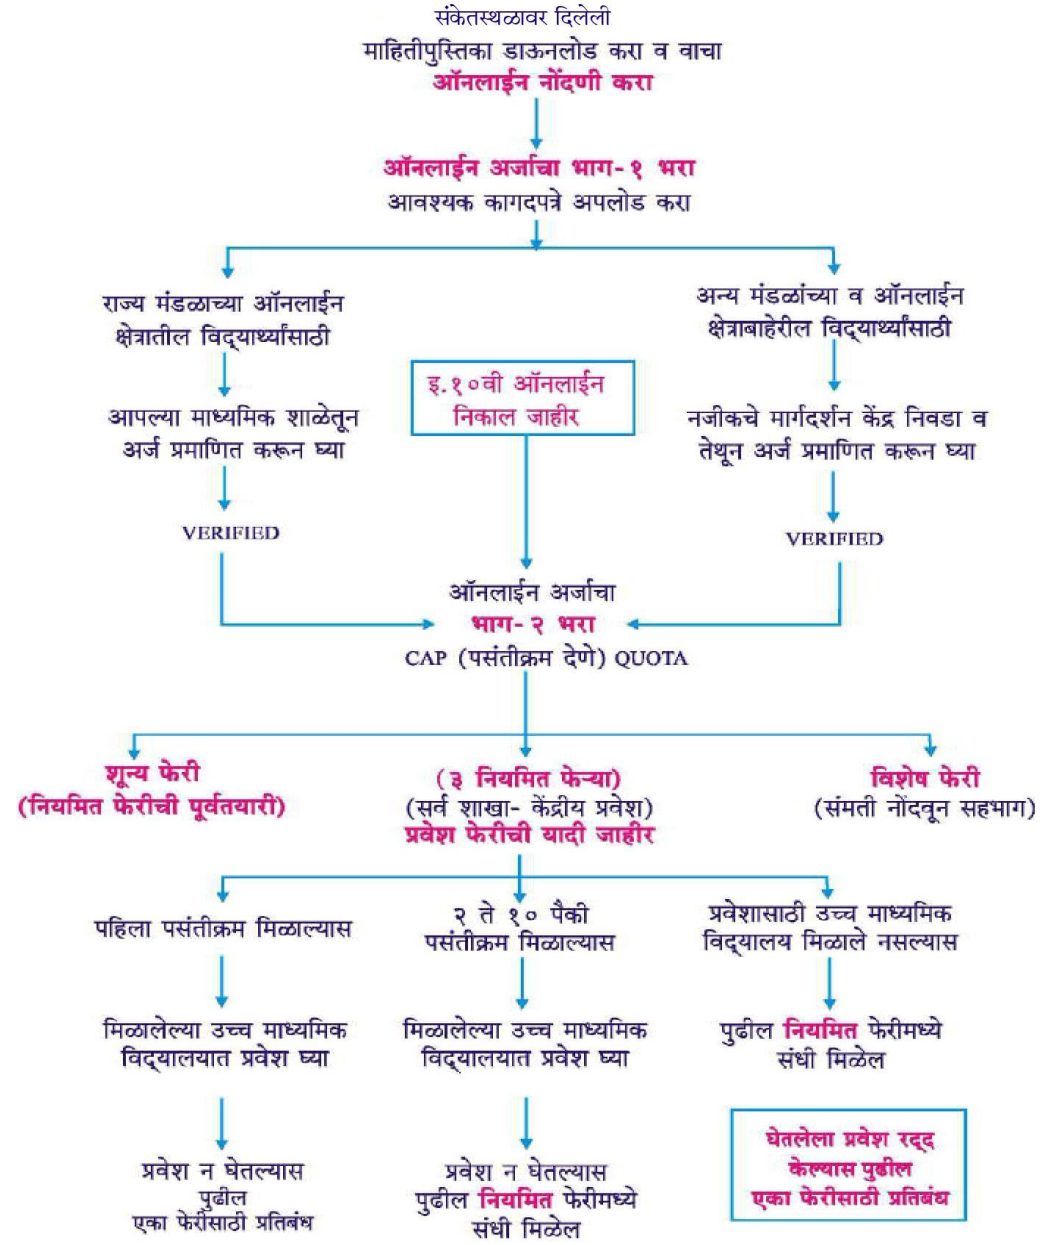 संकेतस्थळावर दिलेली
माहितीपुस्तिका डाऊनलोड करा व वाचा
ऑनलाईन नोंदणी करा
ऑनलाईन अर्जाचा भाग- १ भरा
आवश्यक कागदपत्रे अपलोड करा
राज्य मंडळाच्या ऑनलाईन
क्षेत्रातील विद्यार्थ्यांसाठी
अन्य मंडळांच्या व ऑनलाईन
क्षेत्राबाहेरील विद्यार्थ्यांसाठी
इ.१०वी ऑनलाईन
निकाल जाहीर
आपल्या माध्यमिक शाळेतून
अर्ज प्रमाणित करून घ्या
नजीकचे मार्गदर्शन केंद्र निवडा व
तेथून अर्ज प्रमाणित करून घ्या
VERIFIED
VERIFIED
ऑनलाईन अर्जाचा
भाग- २ भरा
CAP (पसंतीक्रम देणे) QUOTA
शून्य फेरी
(नियमित फेरीची पूर्वतयारी)
(३ नियमित फेऱ्या)
(सर्व शाखा- केंद्रीय प्रवेश)
प्रवेश फेरीची यादी जाहीर
विशेष फेरी
(संमती नोंदवून सहभाग)
पहिला पसंतीक्रम मिळाल्यास
२ ते १० पैकी
पसंतीक्रम मिळाल्यास
प्रवेशासाठी उच्च माध्यमिक
विद्यालय मिळाले नसल्यास
मिळालेल्या उच्च माध्यमिक
विद्यालयात प्रवेश घ्या
मिळालेल्या उच्च माध्यमिक
विद्यालयात प्रवेश घ्या
पुढील नियमित फेरीमध्ये
संधी मिळेल
प्रवेश न घेतल्यास
पुढील
एका फेरीसाठी प्रतिबंध
प्रवेश न घेतल्यास
पुढील नियमित फेरीमध्ये
संधी मिळेल
घेतलेला प्रवेश रद्द
केल्यास पुढील
एका फेरीसाठी प्रतिबंध